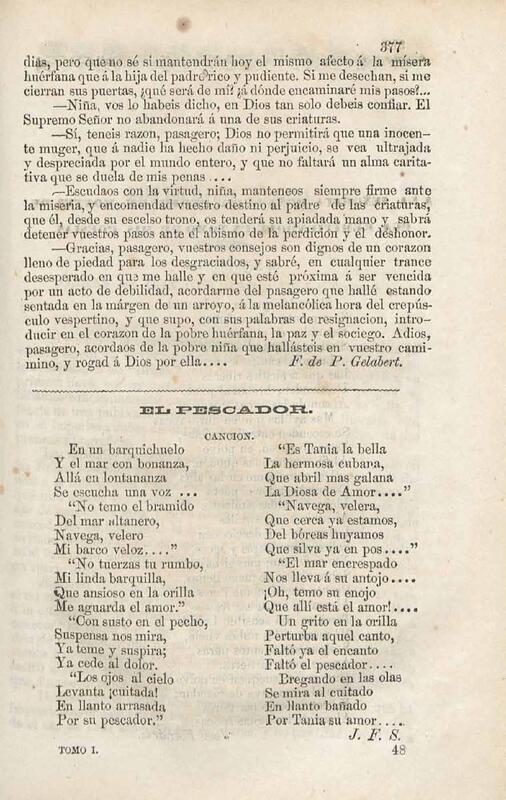 377
dias, pero que no sé si mantendrán hoy el mismo afecto á la misera
huérfana que á la hija del padre rico y pudiente. Si me desechan, si me
cierran sus puertas, ¿qué será de mí? ¿a dónde encaminaré mis pasos?...
—Niña, vos lo habeis dicho, en Dios tan solo debeis confiar. El
Supremo Señor no abandonará á una de sus criaturas.
—Sí, teneis razon, pasagero; Dios no permitirá que una inocen-
te muger, que á nadie ha hecho daño ni perjuicio, se vea ultrajada
y despreciada por el mundo entero, y que no faltará un alma carita-
tiva que se duela de mis penas ....
—Escudaos con la virtud, niña, manteneos siempre firme ante
la miseria, y encomendad vuestro destino al padre de las criaturas,
que él, desde su escelso trono, os tenderá su apiadada mano y sabrá
detener vuestros pasos ante el abismo de la perdicion y el deshonor.
—Gracias, pasagero, vuestros consejos son dignos de un corazon
lleno de piedad para los desgraciados, y sabré, en cualquier trance
desesperado en que me halle y en que esté próxima á ser vencida
por un acto de debilidad, acordarme del pasagero que hallé estando
sentada en la márgen de un arroyo, á la melancólica hora del crepús-
culo vespertino, y que supo, con sus palabras de resignacion, intro-
ducir en el corazon de la pobre huérfana, la paz y el sociego. Adios,
pasagero, acordaos de la pobre niña que hallásteis en vuestro cami-
mino, y rogad á Dios por ella.... F. de P. Gelabert.
EL PESCADOR.
CANCION.
En un barquichuelo
Y el mar con bonanza,
Allá en lontananza
Se escucha una voz ...
“No temo el bramido
Del mar altanero,
Navega, velero
Mi barco veloz....”
“No tuerzas tu rumbo,
Mi linda barquilla,
Que ansioso en la orilla
Me aguarda el amor.”
“Con susto en el pecho,
Suspensa nos mira,
Ya teme y suspira;
Ya cede al dolor.
“Los ojos al cielo
Levanta ¡cuitada!
En llanto arrasada
Por su pescador.”
“Es Tania la bella
La hermosa cubana,
Que abril mas galana
La Diosa de Amor....”
“Navega, velera,
Que cerca ya estamos,
Del bóreas huyamos
Que silva ya en pos....”
“El mar encrespado
Nos lleva á su antojo....
¡Oh, temo su enojo
Que allí está el amor!....
Un grito en la orilla
Perturba aquel canto,
Faltó ya el encanto
Faltó el pescador....
Bregando en las olas
Se mira al cuitado
En llanto bañado
Por Tania su amor....
J. F. S.
TOMO I. 48